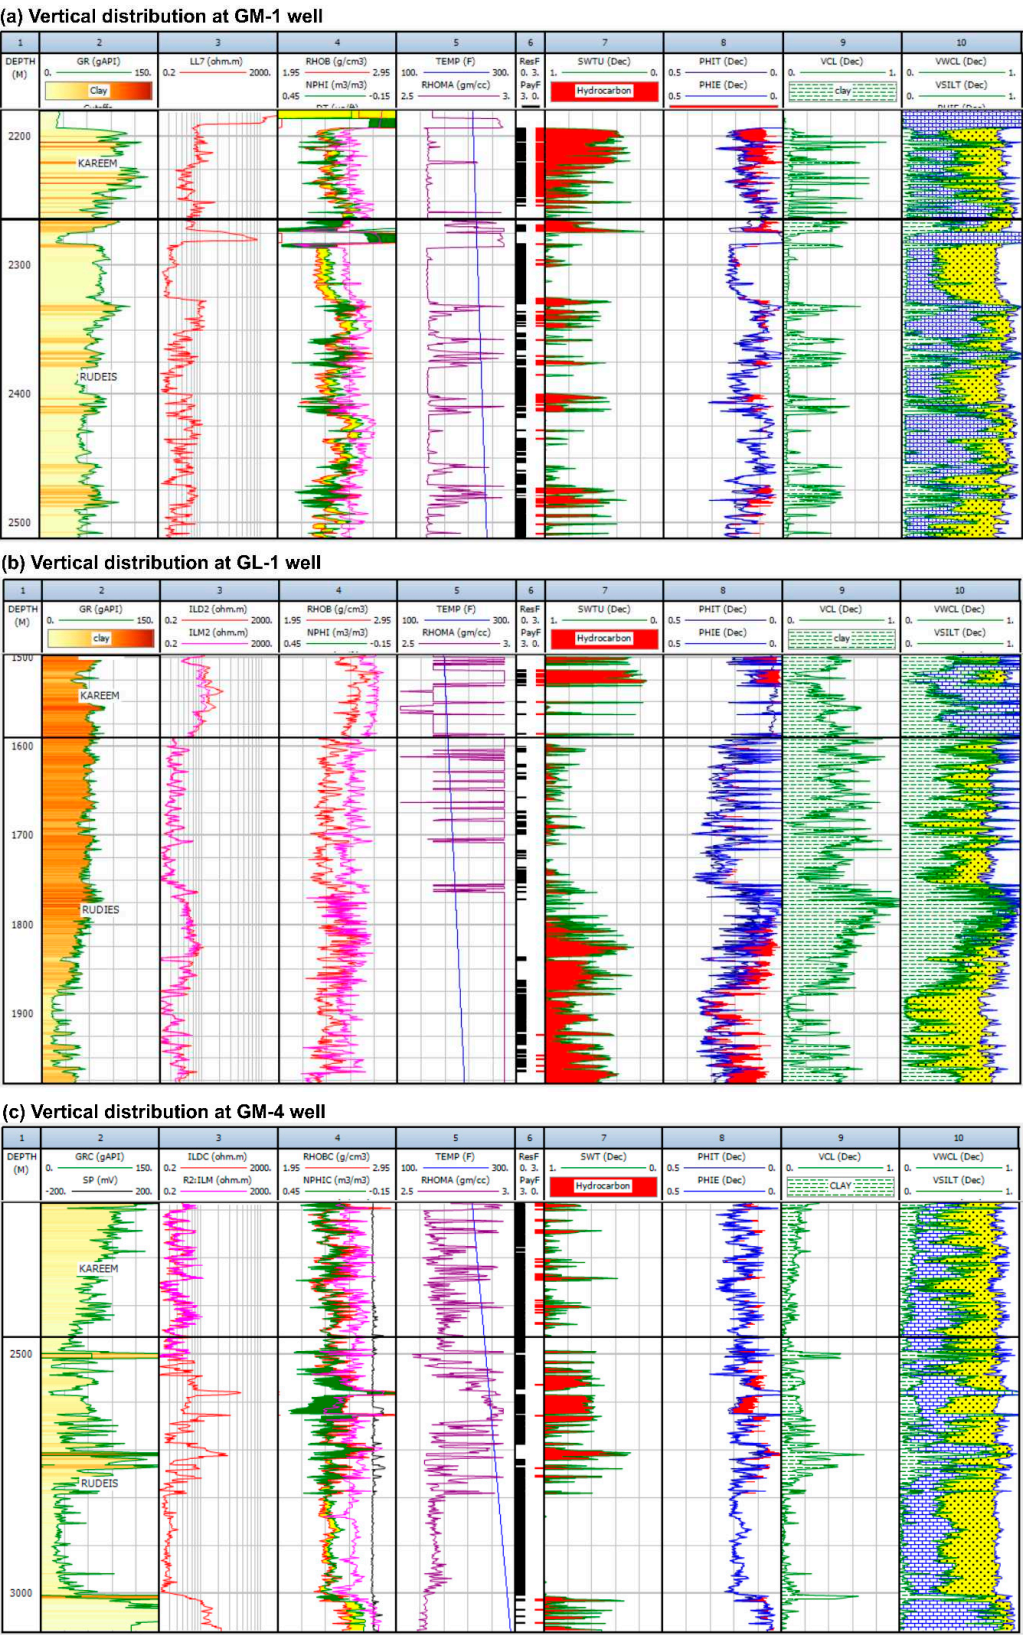 (a) Vertical distribution at GM-1 well
1 2 3 4 5 6 7 8 9 10
DEPTH GR (gAPI) LL7 (ohm.m) RHOB (g/cm3) TEMP (F) ResF SWTU (Dec) PHIT (Dec) VCL (Dec) VWCL (Dec)
(M) 0. 150. 0.2 2000. 1.95 2.95 100. 300. 0. 3. 1. 0. 0.5 0. 0. 1. 0. 1.
Clay NPHI (m3/m3) RHOMA (gm/cc) PayF Hydrocarbon PHIE (Dec) clay VSILT (Dec)
0.45 -0.15 2.5 3. 3. 0. 0.5 0. 0. 1.
2200
KAREEM
2300
RUDEIS
2400
2500
(b) Vertical distribution at GL-1 well
1 2 3 4 5 6 7 8 9 10
DEPTH GR (gAPI) ILD2 (ohm.m) RHOB (g/cm3) TEMP (F) ResF SWTU (Dec) PHIT (Dec) VCL (Dec) VWCL (Dec)
(M) 0. 150. 0.2 2000. 1.95 2.95 100. 300. 0. 3. 1. 0. 0.5 0. 0. 1. 0. 1.
clay ILM2 (ohm.m) NPHI (m3/m3) RHOMA (gm/cc) PayF Hydrocarbon PHIE (Dec) clay VSILT (Dec)
0.2 2000. 0.45 -0.15 2.5 3. 3. 0. 0.5 0. 0. 1.
1500
KAREEM
1600
1700
RUDIES
1800
1900
(c) Vertical distribution at GM-4 well
1 2 3 4 5 6 7 8 9 10
DEPTH GRC (gAPI) ILDC (ohm.m) RHOBC (g/cm3) TEMP (F) ResF SWT (Dec) PHIT (Dec) VCL (Dec) VWCL (Dec)
(M) 0. 150. 0.2 2000. 1.95 2.95 100. 300. 0. 3. 1. 0. 0.5 0. 0. 1. 0. 1.
SP (mV) R2:ILM (ohm.m) NPHIC (m3/m3) RHOMA (gm/cc) PayF Hydrocarbon PHIE (Dec) CLAY VSILT (Dec)
-200. 200. 0.2 2000. 0.45 -0.15 2.5 3. 3. 0. 0.5 0. 0. 1.
KAREEM
2500
RUDEIS
3000